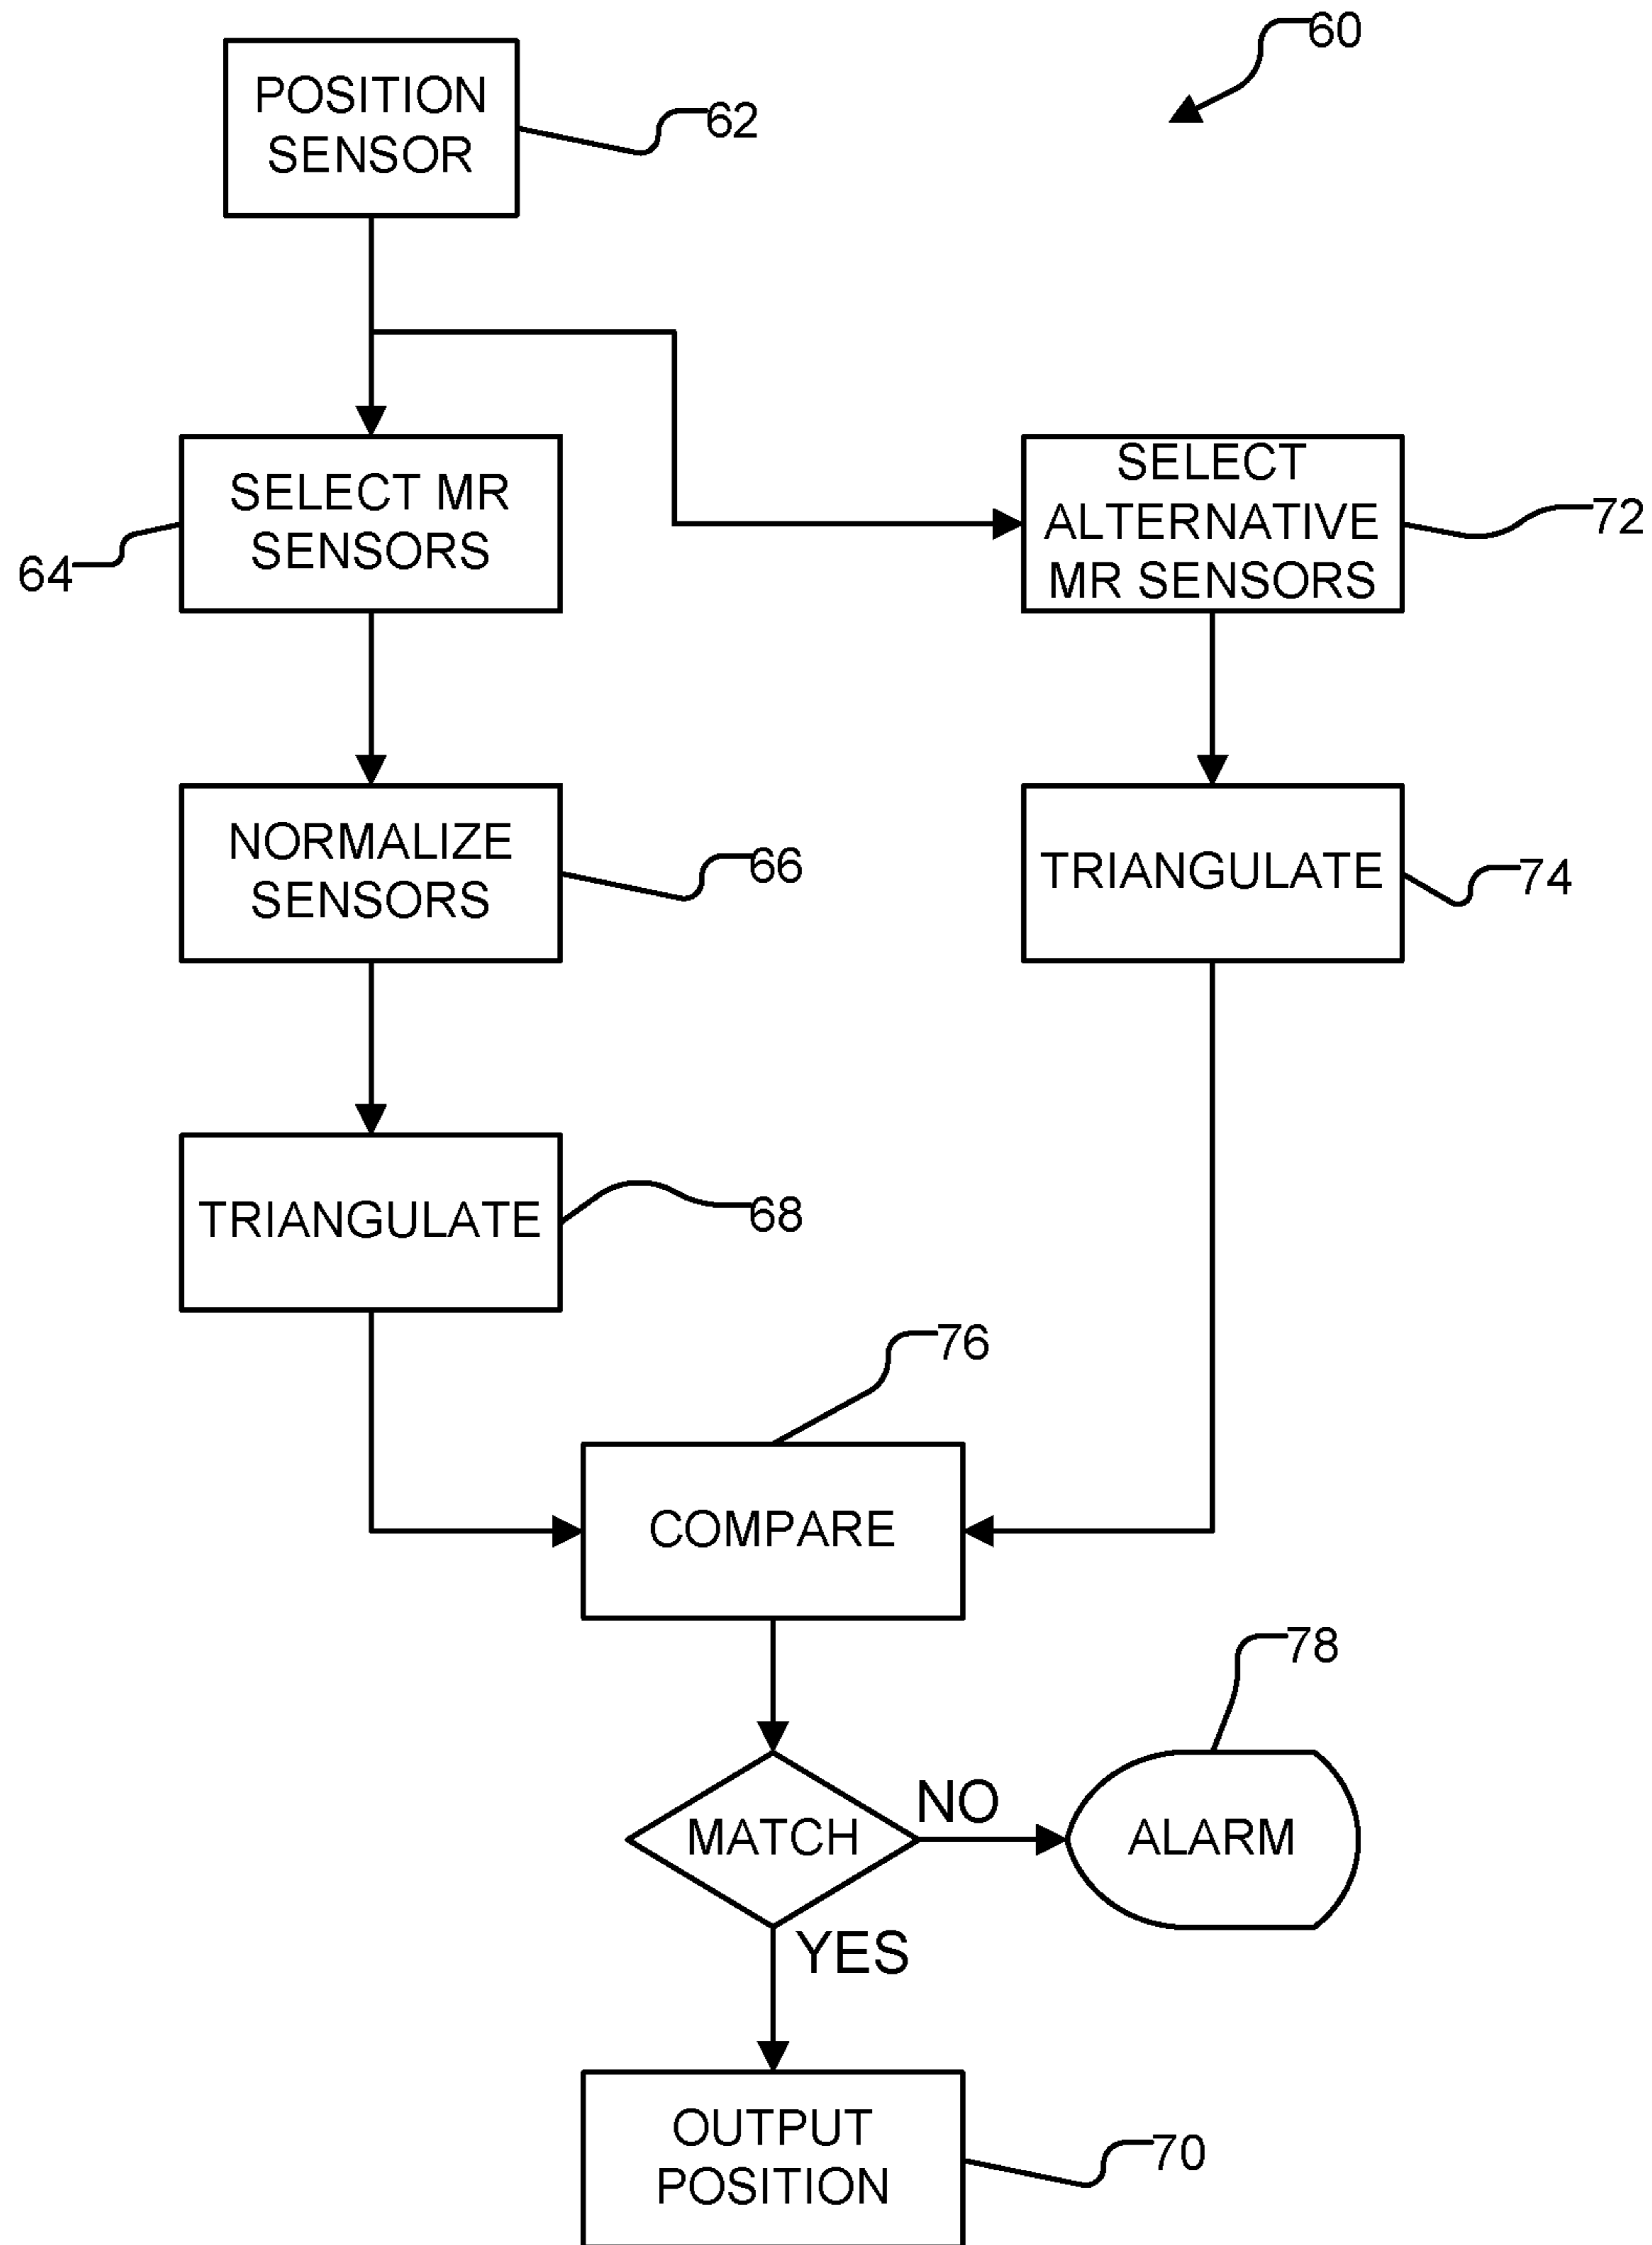 60
POSITION
SENSOR
62
SELECT MR
SENSORS
64
SELECT
ALTERNATIVE
MR SENSORS
72
NORMALIZE
SENSORS
66
TRIANGULATE
74
TRIANGULATE
68
76
COMPARE
78
MATCH
NO
ALARM
YES
OUTPUT
POSITION
70